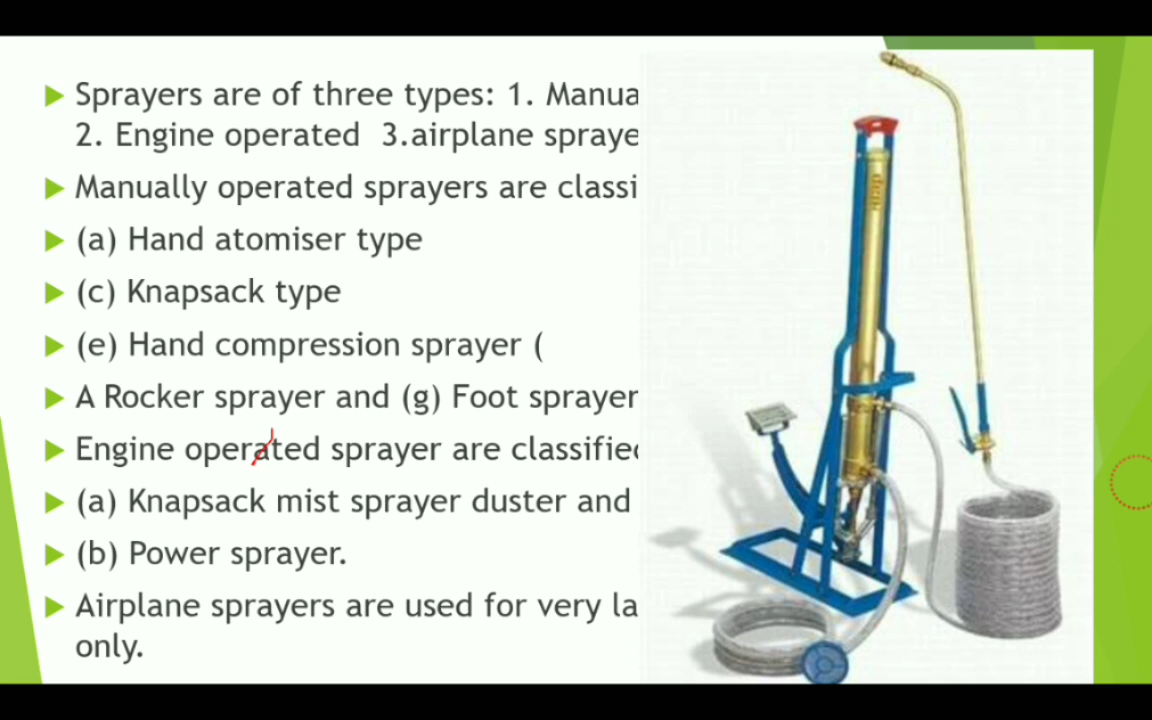 Sprayers are of three types: 1. Manua
2. Engine operated 3.airplane spraye
Manually operated sprayers are classi
(a) Hand atomiser type
(c) Knapsack type
(e) Hand compression sprayer (
A Rocker sprayer and (g) Foot sprayer
Engine operated sprayer are classified
(a) Knapsack mist sprayer duster and
(b) Power sprayer.
Airplane sprayers are used for very la
only.